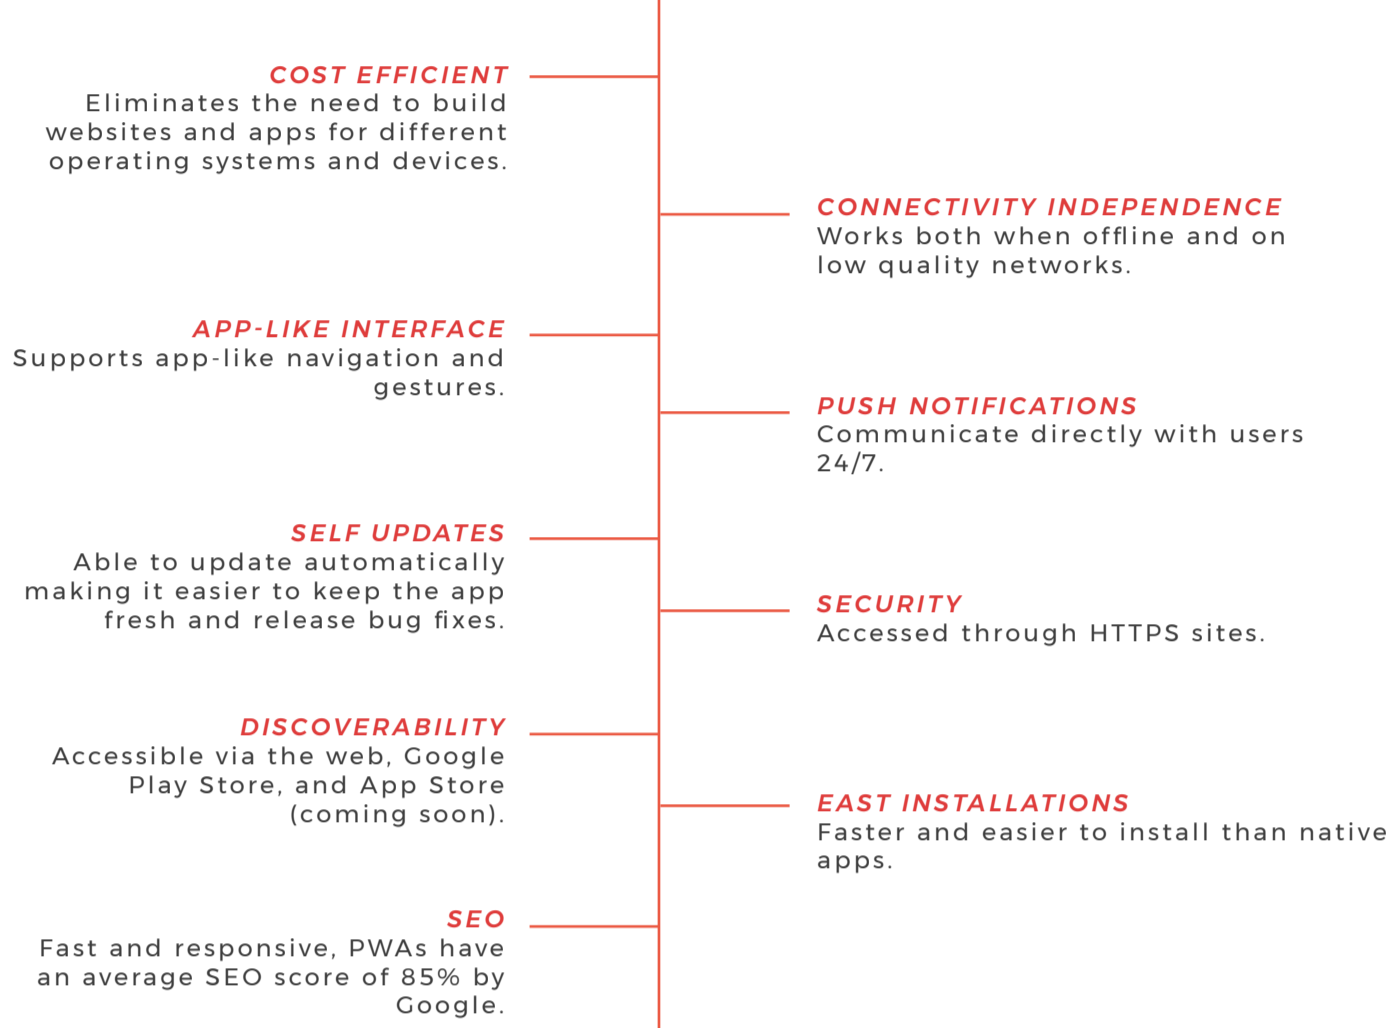 COST EFFICIENT
Eliminates the need to build
websites and apps for different
operating systems and devices.
CONNECTIVITY INDEPENDENCE
Works both when offline and on
low quality networks.
APP-LIKE INTERFACE
Supports app-like navigation and
gestures.
PUSH NOTIFICATIONS
Communicate directly with users
24/7.
SELF UPDATES
Able to update automatically
making it easier to keep the app
fresh and release bug fixes.
SECURITY
Accessed through HTTPS sites.
DISCOVERABILITY
Accessible via the web, Google
Play Store, and App Store
(coming soon).
EAST INSTALLATIONS
Faster and easier to install than native
apps.
SEO
Fast and responsive, PWAs have
an average SEO score of 85% by
Google.